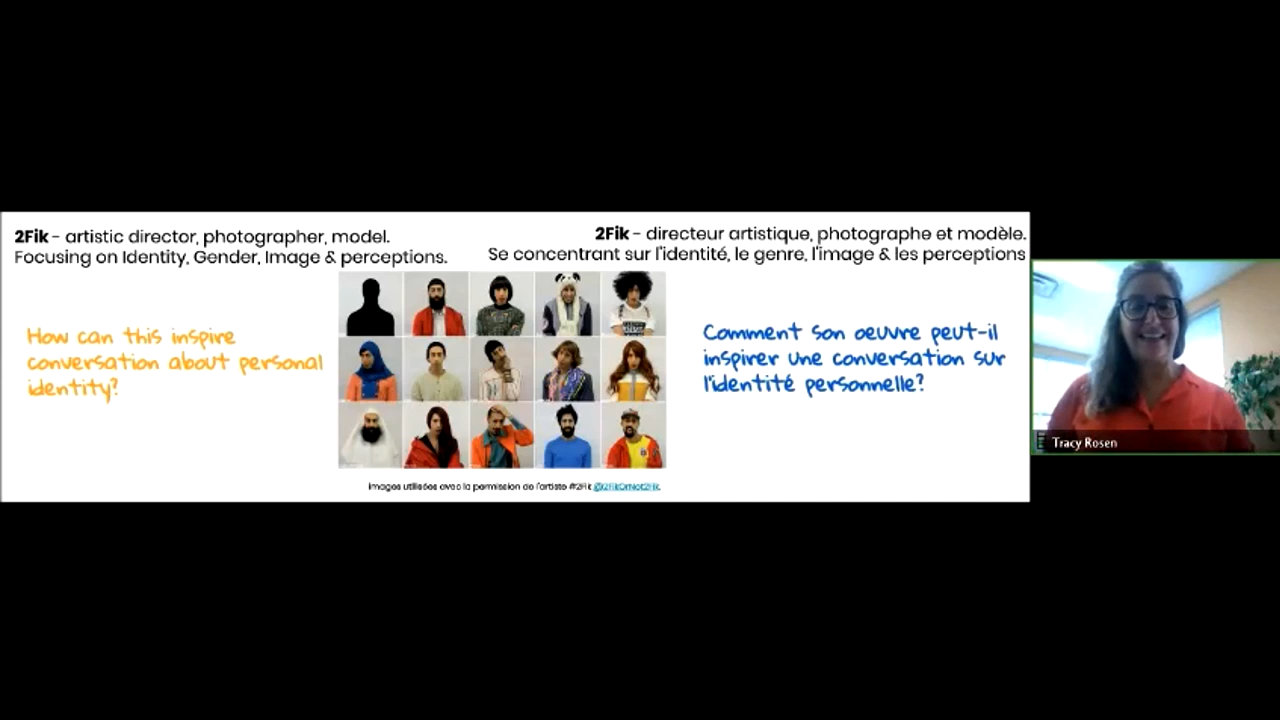 2Fik - artistic director, photographer, model.
Focusing on Identity, Gender, Image & perceptions.
2Fik - directeur artistique, photographe et modèle.
Se concentrant sur l'identité, le genre, l'image & les perceptions
How can this inspire
conversation about personal
identity?
Comment son oeuvre peut-il
inspirer une conversation sur
l'identité personnelle?
Images utilisées avec la permission de l'artiste #2Fik @2FikOrNot2Fik
Tracy Rosen